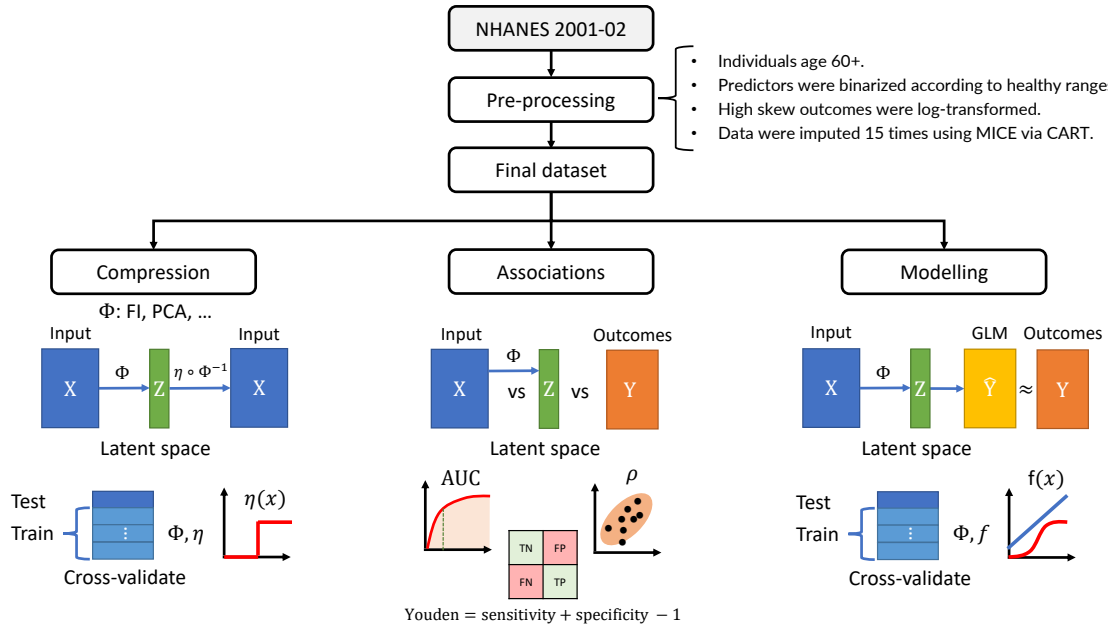 NHANES 2001-02
Pre-processing
• Individuals age 60+.
• Predictors were binarized according to healthy ranges
• High skew outcomes were log-transformed.
• Data were imputed 15 times using MICE via CART.
Final dataset
Compression
Φ: FI, PCA, ...
Input
Input
X
Φ
Z
η ∘ Φ⁻¹
X
Latent space
Test
Train
⋮
Φ, η
η(x)
Cross-validate
Associations
Input
Outcomes
X
Φ
vs
Z
vs
Y
Latent space
AUC
ρ
TN FP
FN TP
Youden = sensitivity + specificity − 1
Modelling
Input
GLM
Outcomes
X
Φ
Z
Ŷ
≈
Y
Latent space
Test
Train
⋮
Φ, f
f(x)
Cross-validate